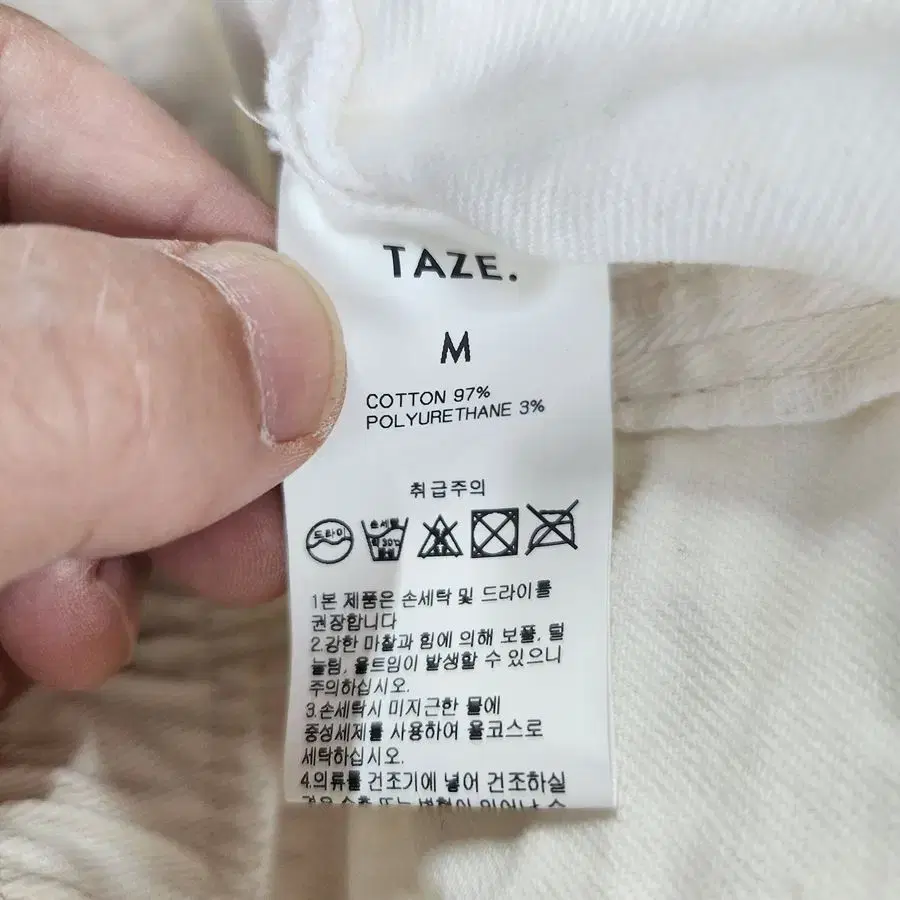 TAZE.
M
COTTON 97%
POLYURETHANE 3%
취급주의
드라이 손세탁
약30℃
중성
1본 제품은 손세탁 및 드라이를
권장합니다
2.강한 마찰과 힘에 의해 보풀, 털
늘림, 올트임이 발생할 수 있으니
주의하십시오.
3.손세탁시 미지근한 물에
중성세제를 사용하여 울코스로
세탁하십시오.
4.의류를 건조기에 넣어 건조하실